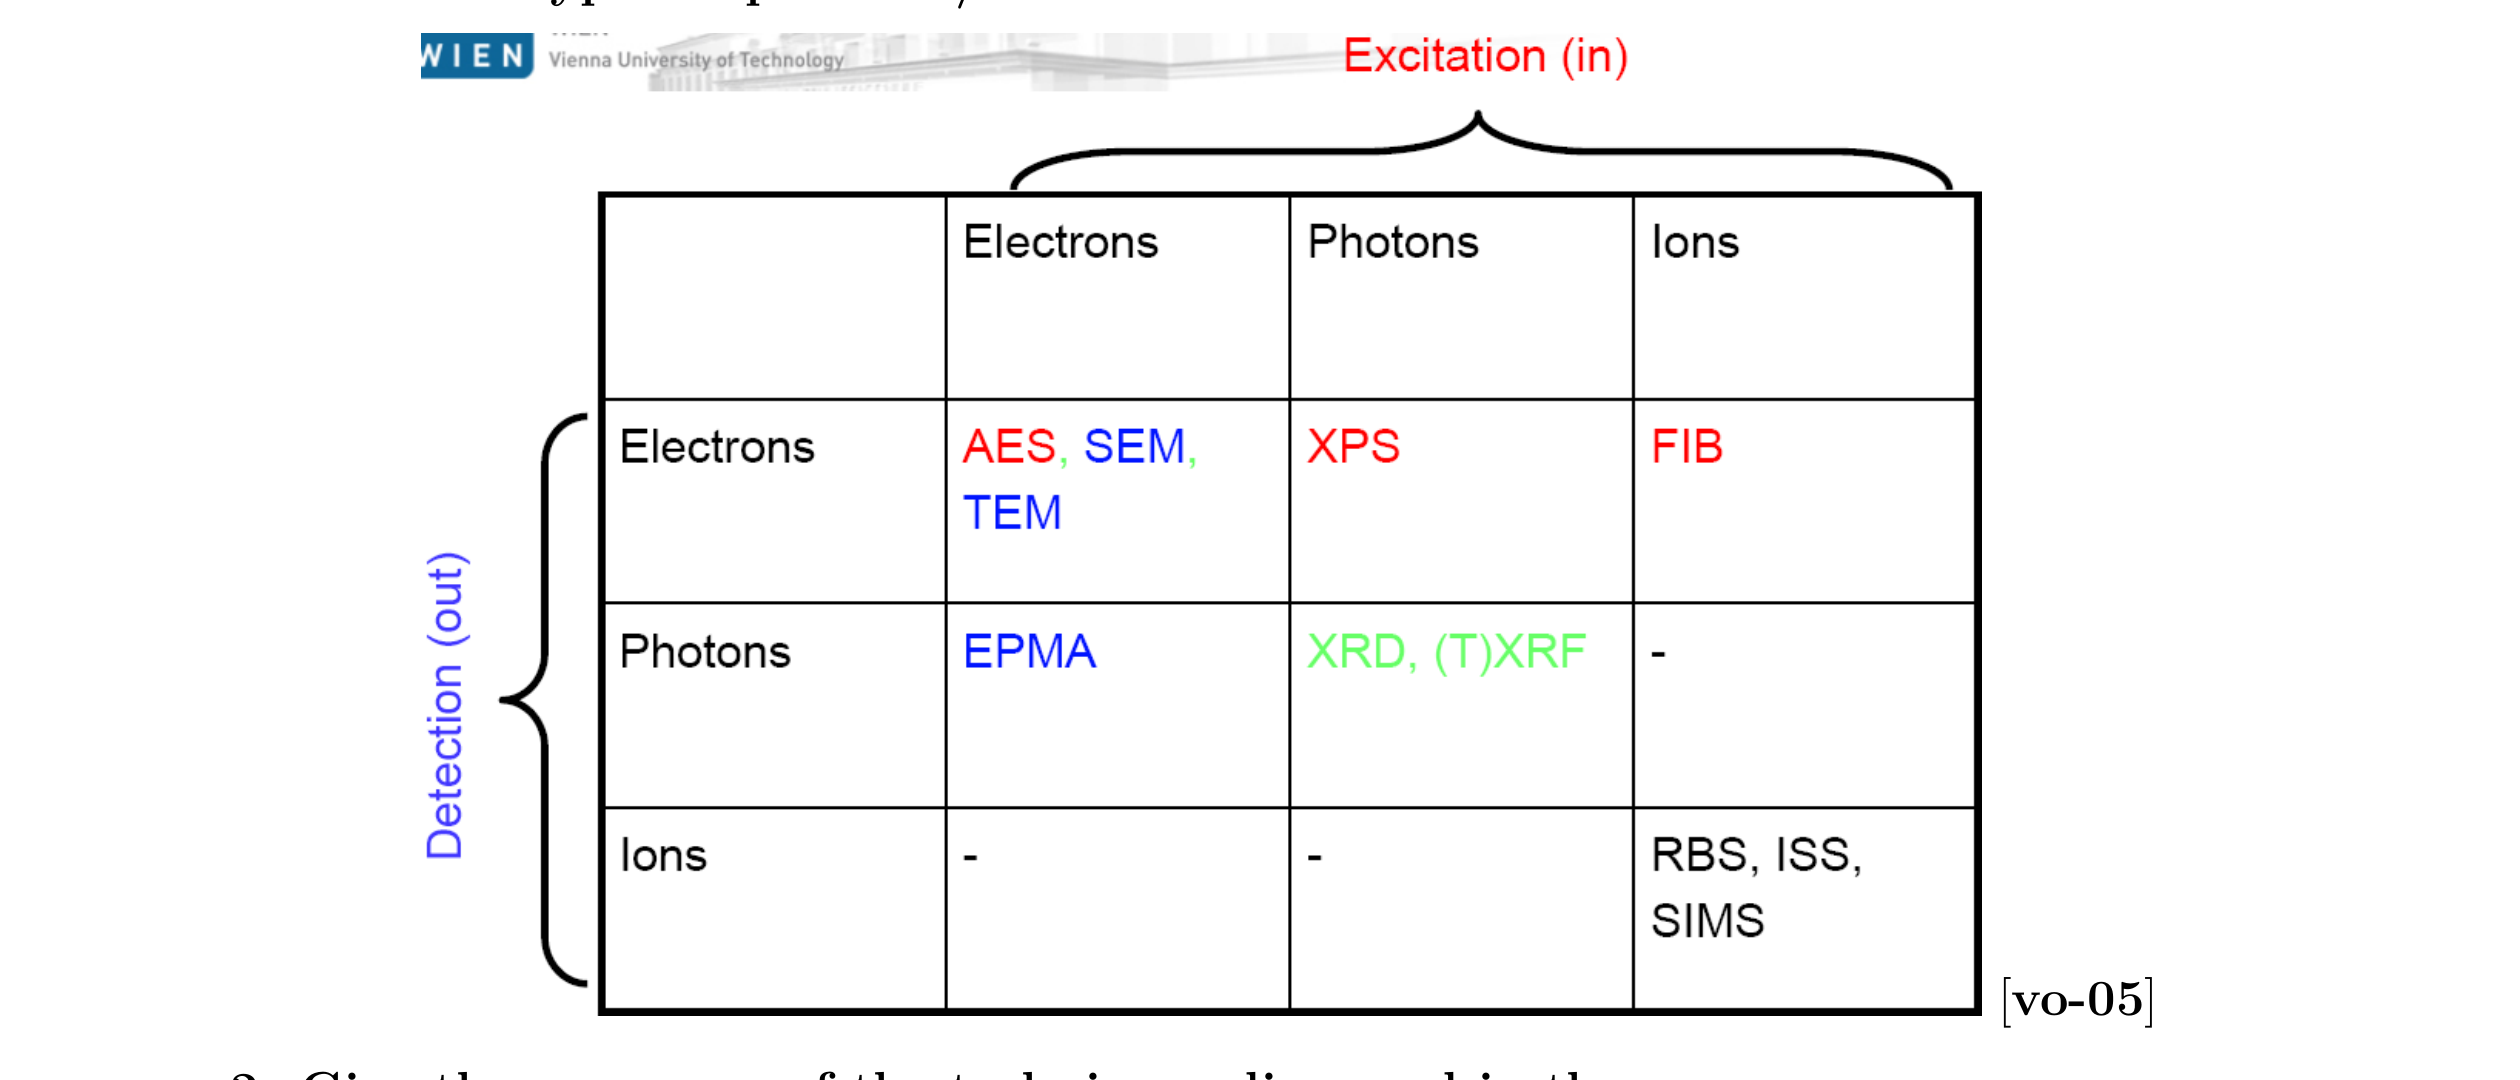 WIEN Vienna University of Technology
Excitation (in)
Electrons Photons Ions
Electrons AES, SEM, XPS FIB
TEM
Detection (out)
Photons EPMA XRD, (T)XRF -
Ions - - RBS, ISS,
SIMS
[vo-05]